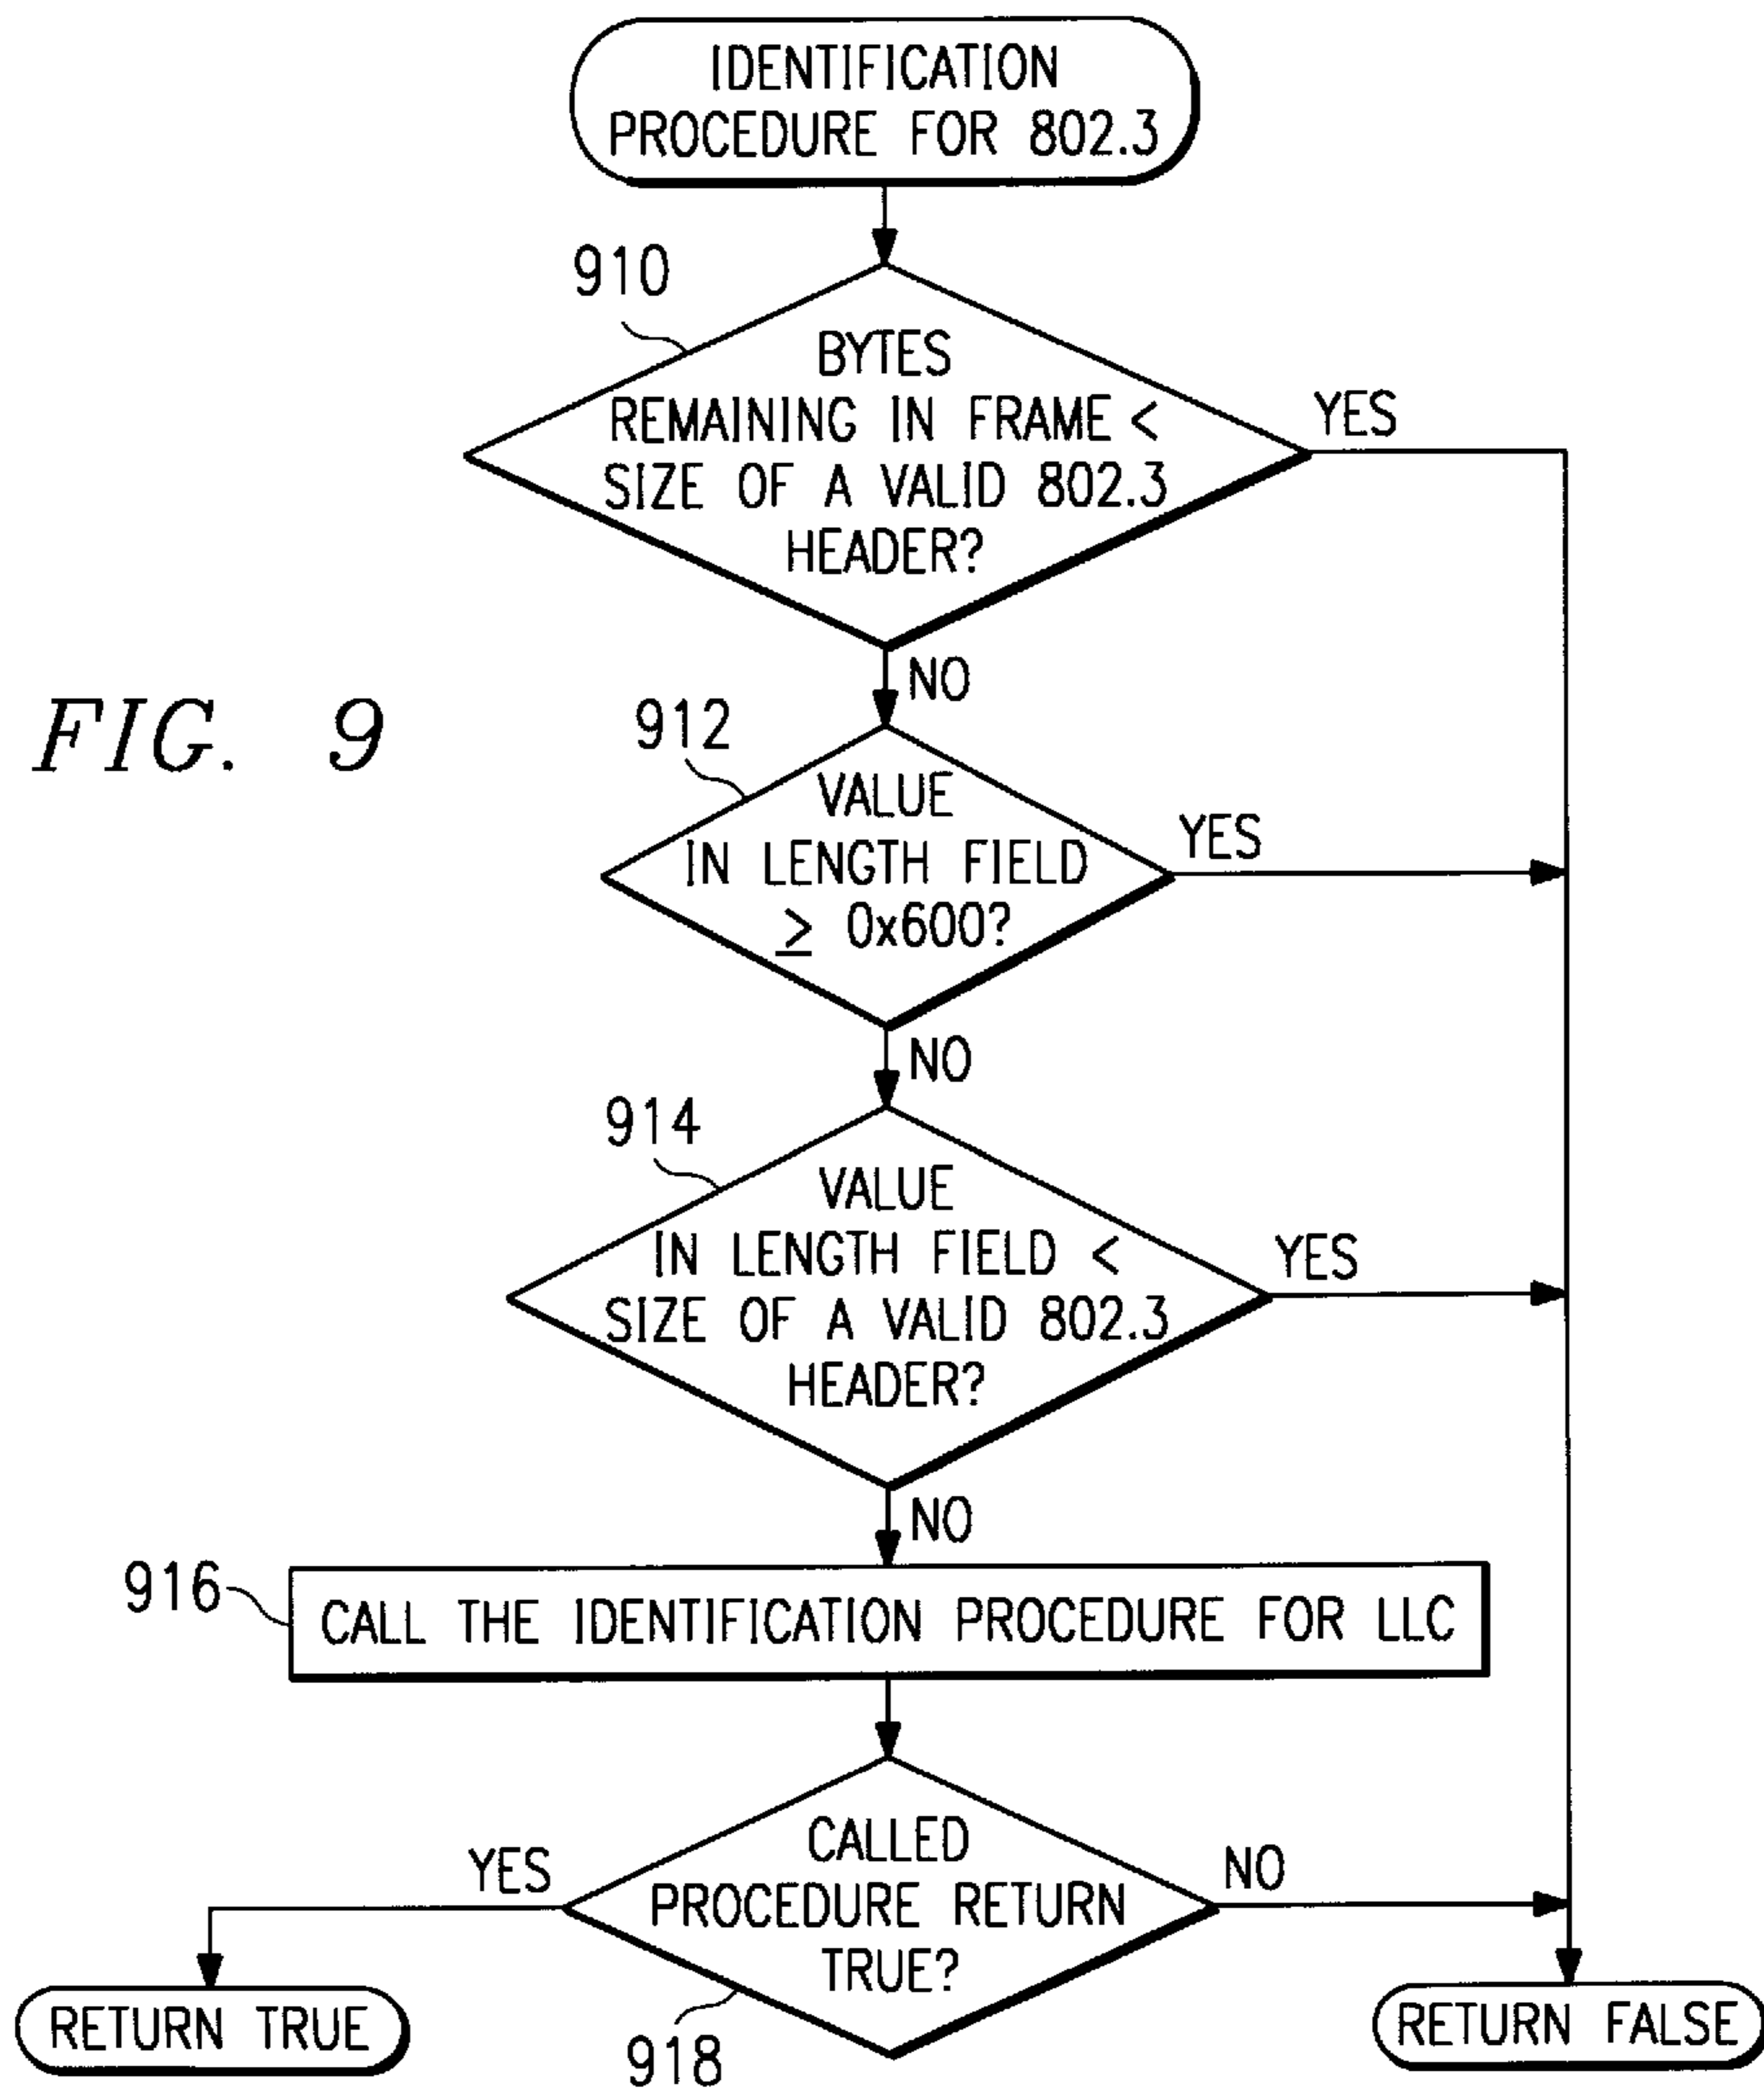 IDENTIFICATION
PROCEDURE FOR 802.3
910
BYTES
REMAINING IN FRAME <
SIZE OF A VALID 802.3
HEADER?
YES
NO
FIG. 9
912
VALUE
IN LENGTH FIELD
≥ 0x600?
YES
NO
914
VALUE
IN LENGTH FIELD <
SIZE OF A VALID 802.3
HEADER?
YES
NO
916
CALL THE IDENTIFICATION PROCEDURE FOR LLC
CALLED
PROCEDURE RETURN
TRUE?
YES
NO
918
RETURN TRUE
RETURN FALSE